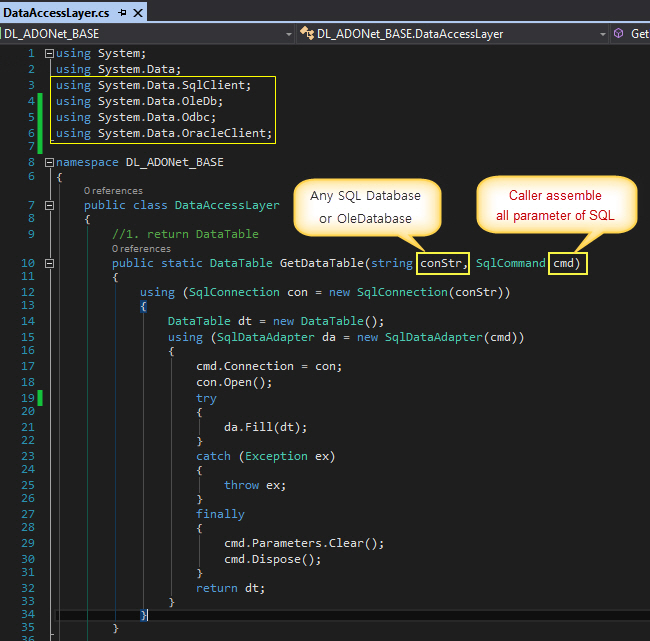 DataAccessLayer.cs
DL_ADONet_BASE DL_ADONet_BASE.DataAccessLayer Get
1 using System;
2 using System.Data;
3 using System.Data.SqlClient;
4 using System.Data.OleDb;
5 using System.Data.Odbc;
6 using System.Data.OracleClient;
7
8 namespace DL_ADONet_BASE
6 {
0 references
7 public class DataAccessLayer
8 {
Any SQL Database
or OleDatabase
Caller assemble
all parameter of SQL
9 //1. return DataTable
0 references
10 public static DataTable GetDataTable(string conStr, SqlCommand cmd)
11 {
12 using (SqlConnection con = new SqlConnection(conStr))
13 {
14 DataTable dt = new DataTable();
15 using (SqlDataAdapter da = new SqlDataAdapter(cmd))
16 {
17 cmd.Connection = con;
18 con.Open();
19 try
20 {
21 da.Fill(dt);
22 }
23 catch (Exception ex)
24 {
25 throw ex;
26 }
27 finally
28 {
29 cmd.Parameters.Clear();
30 cmd.Dispose();
31 }
32 return dt;
33 }
34 }
35 }
36